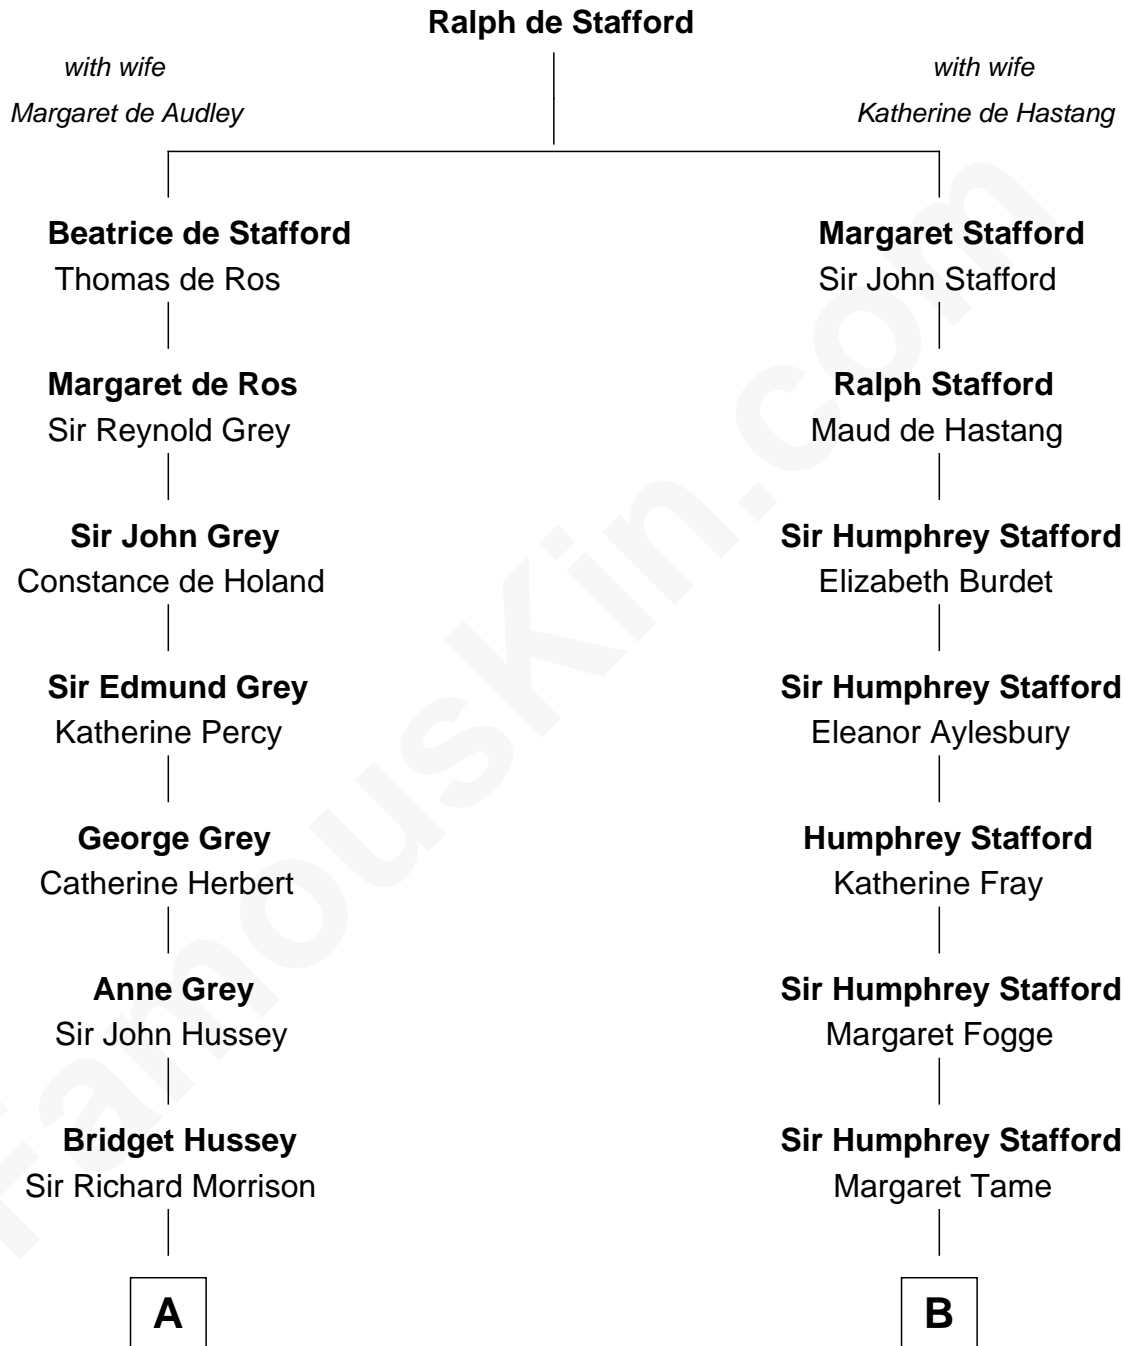 Ralph de Stafford
with wife
Margaret de Audley
with wife
Katherine de Hastang
Beatrice de Stafford
Thomas de Ros
Margaret Stafford
Sir John Stafford
Margaret de Ros
Sir Reynold Grey
Ralph Stafford
Maud de Hastang
Sir John Grey
Constance de Holand
Sir Humphrey Stafford
Elizabeth Burdet
Sir Edmund Grey
Katherine Percy
Sir Humphrey Stafford
Eleanor Aylesbury
George Grey
Catherine Herbert
Humphrey Stafford
Katherine Fray
Anne Grey
Sir John Hussey
Sir Humphrey Stafford
Margaret Fogge
Bridget Hussey
Sir Richard Morrison
Sir Humphrey Stafford
Margaret Tame
A
B
FamousKin.com